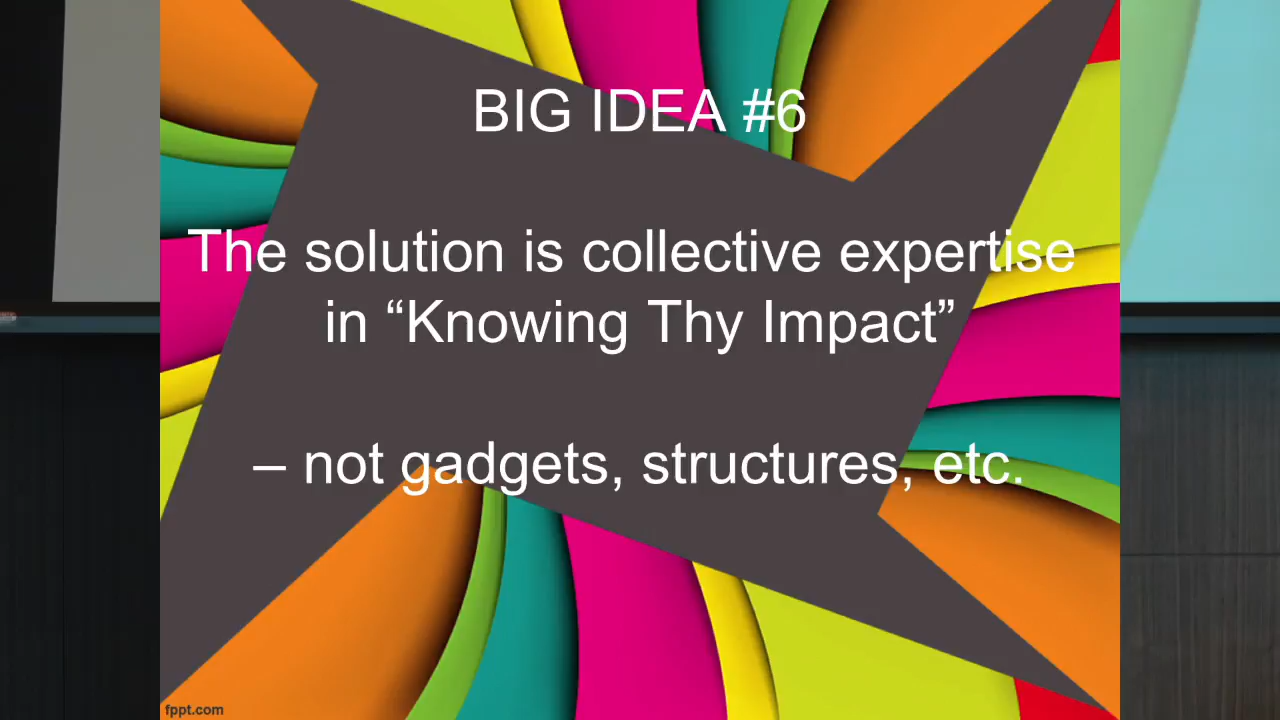 BIG IDEA #6
The solution is collective expertise
in “Knowing Thy Impact”
– not gadgets, structures, etc.
fppt.com